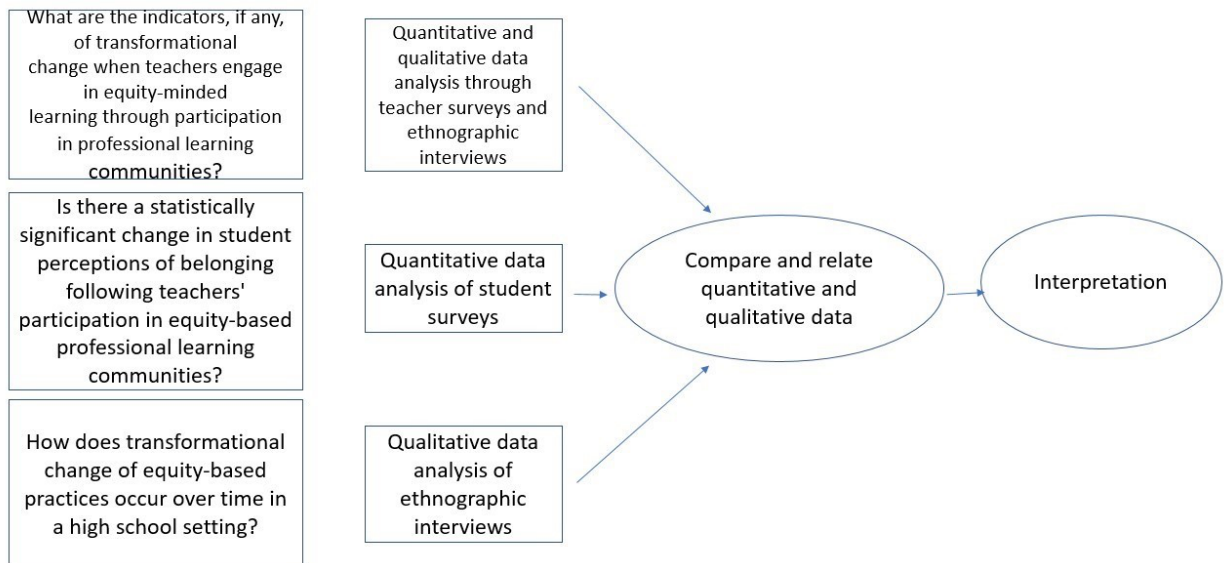 What are the indicators, if any,
of transformational
change when teachers engage
in equity-minded
learning through participation
in professional learning
communities?
Quantitative and
qualitative data
analysis through
teacher surveys and
ethnographic
interviews
Is there a statistically
significant change in student
perceptions of belonging
following teachers'
participation in equity-based
professional learning
communities?
Quantitative data
analysis of student
surveys
Compare and relate
quantitative and
qualitative data
Interpretation
How does transformational
change of equity-based
practices occur over time in
a high school setting?
Qualitative data
analysis of
ethnographic
interviews